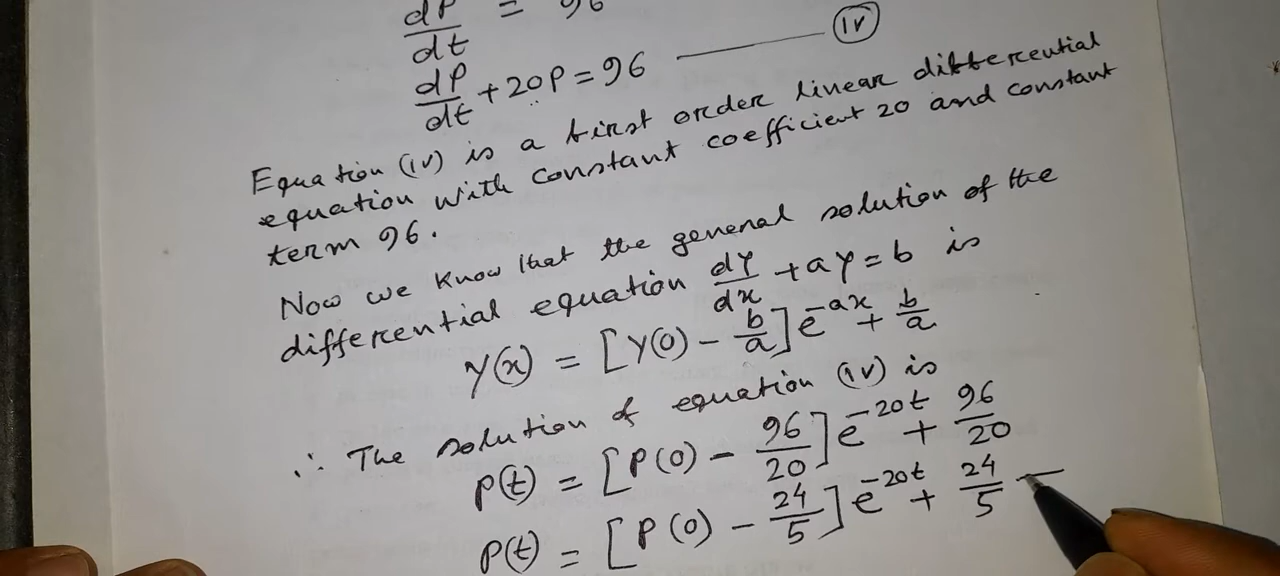 dP/dt = 96
dP/dt + 20P = 96 (iv)
Equation (iv) is a first order linear differential
equation with constant coefficient 20 and constant
term 96.
Now we know that the general solution of the
differential equation dY/dx + aY = b is
Y(x) = [Y(0) - b/a] e^-ax + b/a
∴ The solution of equation (iv) is
P(t) = [P(0) - 96/20] e^-20t + 96/20
P(t) = [P(0) - 24/5] e^-20t + 24/5